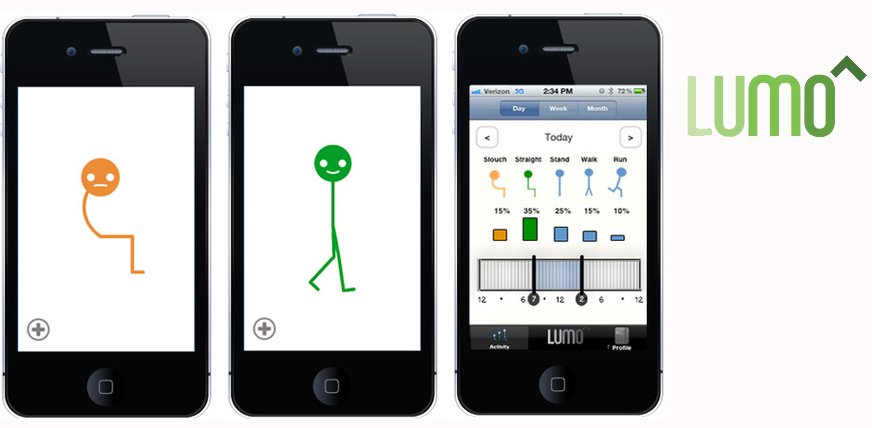 Verizon 3G 2:34 PM 72%
Day Week Month
< Today >
Slouch Straight Stand Walk Run
15% 35% 25% 15% 10%
12 • 6 7 • 12 • 2 6 • 12
Activity LUMO Profile
LUMO